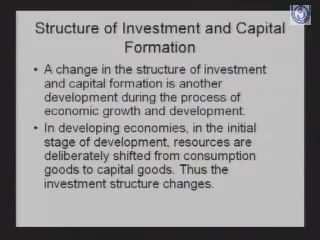 Structure of Investment and Capital
Formation
• A change in the structure of investment
and capital formation is another
development during the process of
economic growth and development.
• In developing economies, in the initial
stage of development, resources are
deliberately shifted from consumption
goods to capital goods. Thus the
investment structure changes.